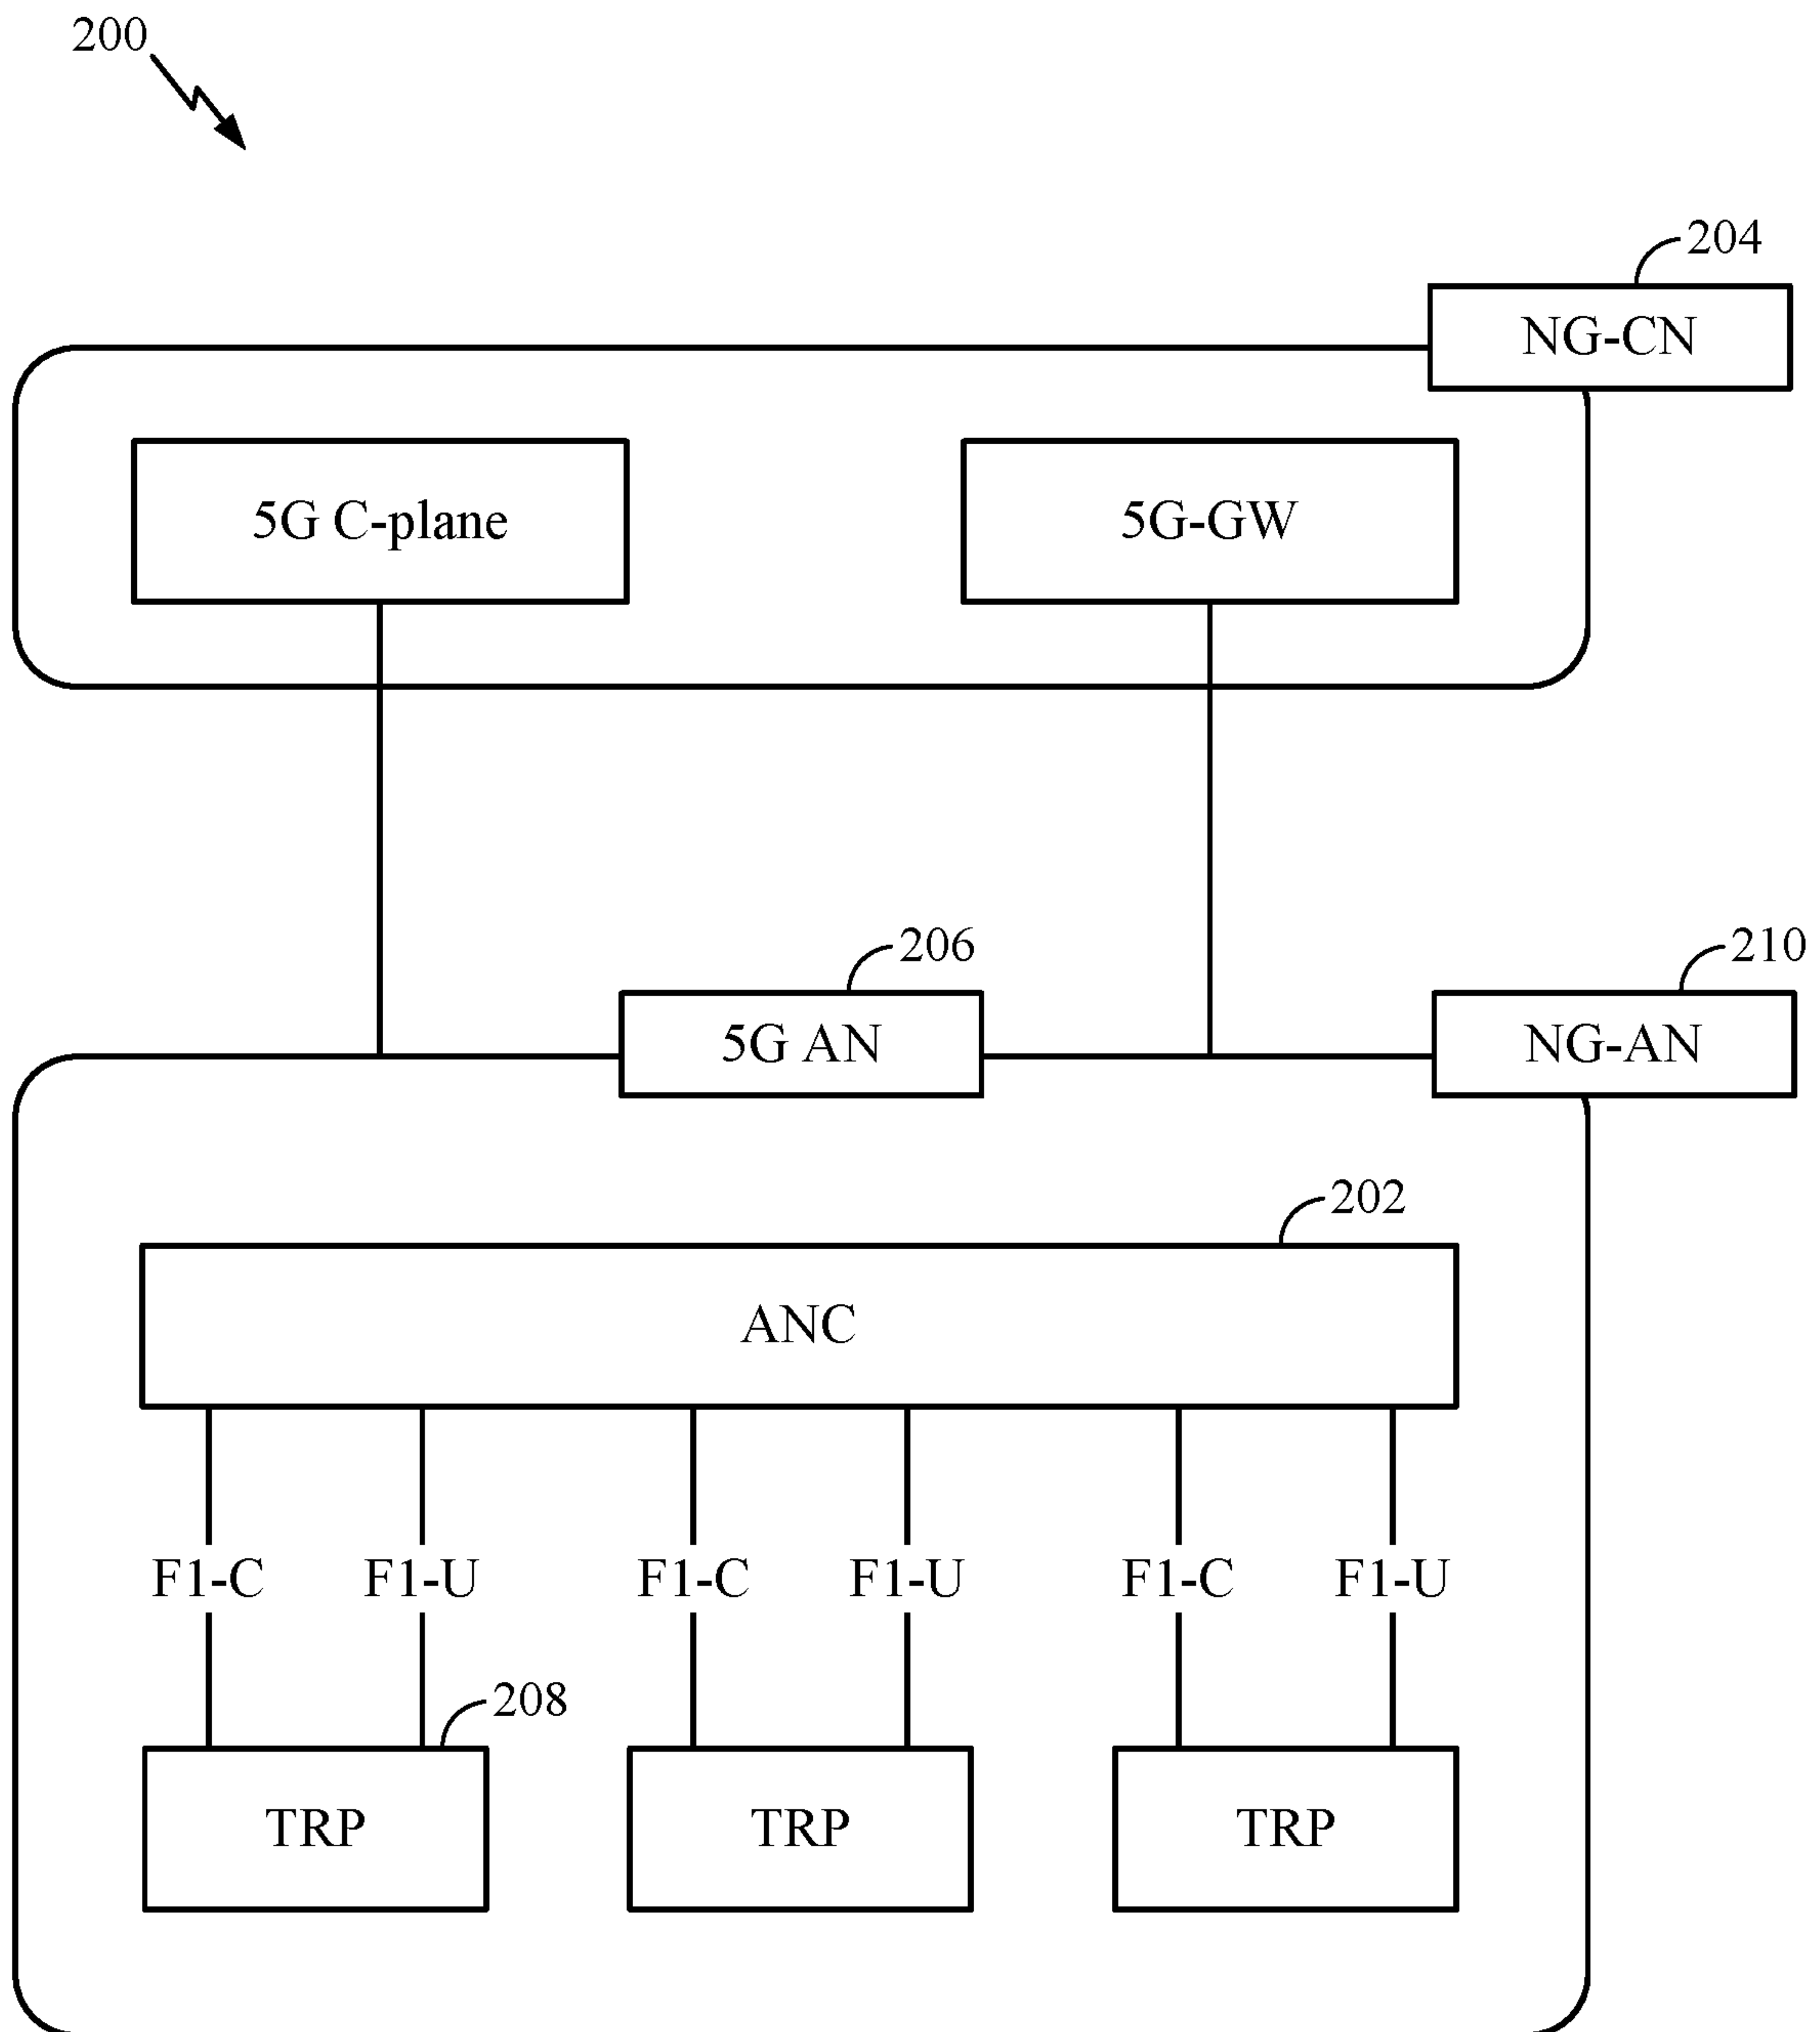 200
204
NG-CN
5G C-plane
5G-GW
206
210
5G AN
NG-AN
202
ANC
F1-C F1-U F1-C F1-U F1-C F1-U
208
TRP TRP TRP